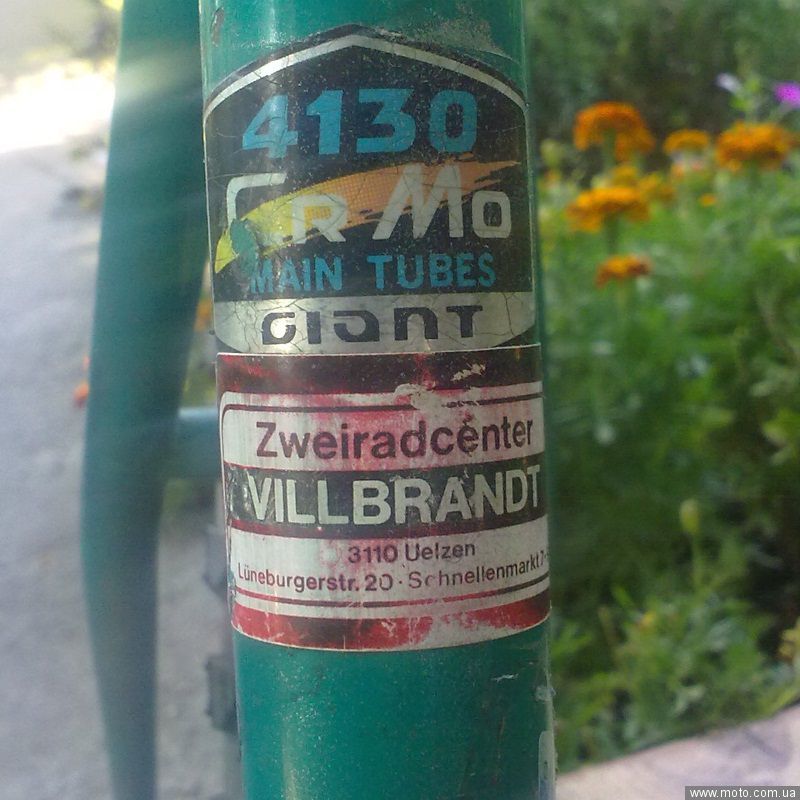 4130
CR MO
MAIN TUBES
GIANT
Zweiradcenter
VILLBRANDT
3110 Uelzen
Lüneburgerstr. 20 · Schnellenmarkt
www.moto.com.ua